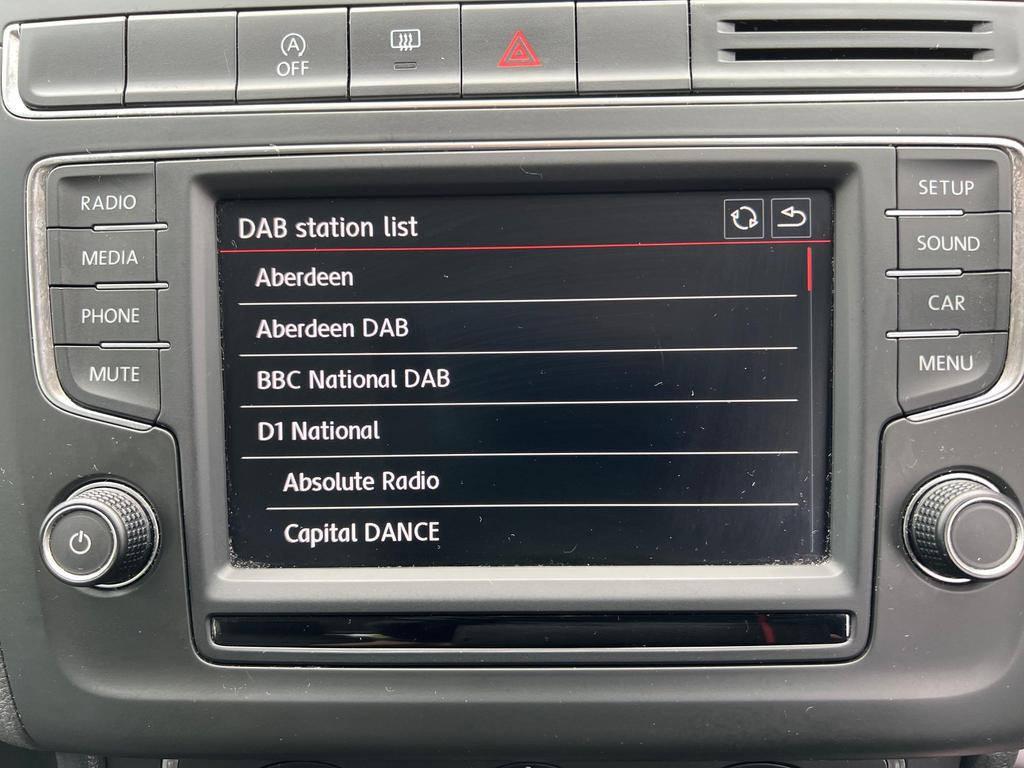 A
OFF
RADIO
MEDIA
PHONE
MUTE
DAB station list
Aberdeen
Aberdeen DAB
BBC National DAB
D1 National
Absolute Radio
Capital DANCE
SETUP
SOUND
CAR
MENU